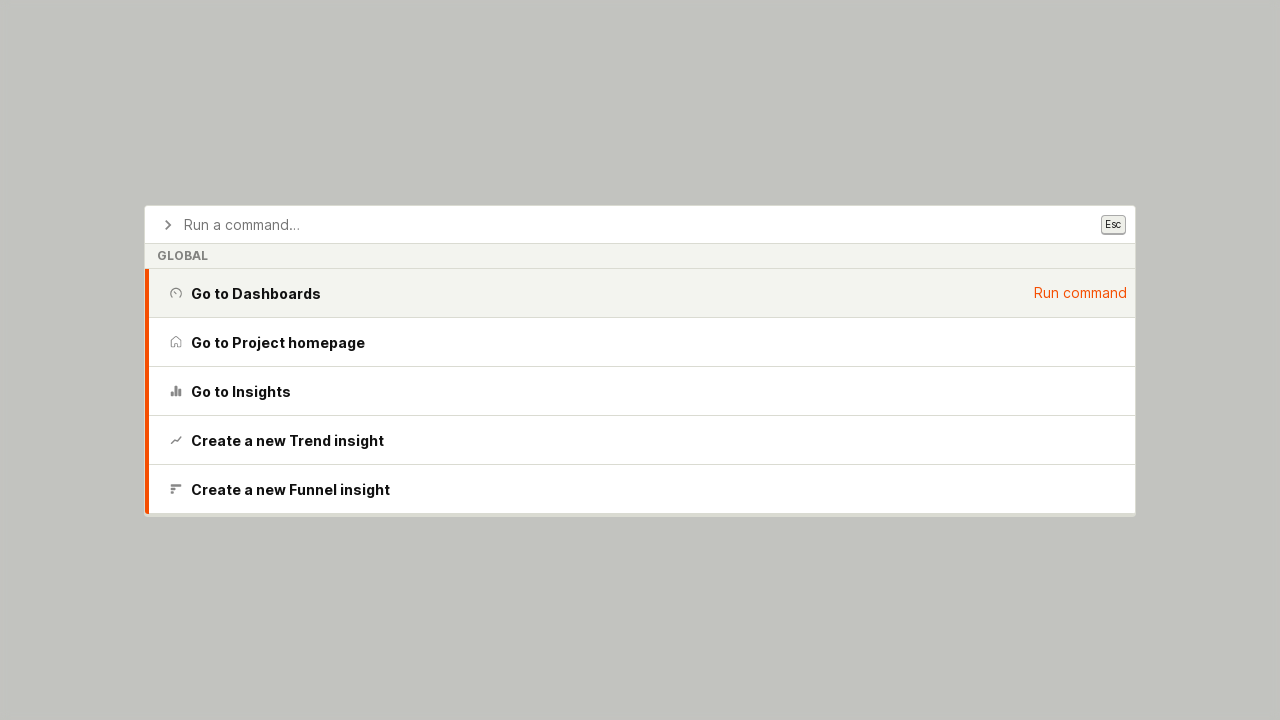 Run a command...
Esc
GLOBAL
Go to Dashboards
Run command
Go to Project homepage
Go to Insights
Create a new Trend insight
Create a new Funnel insight